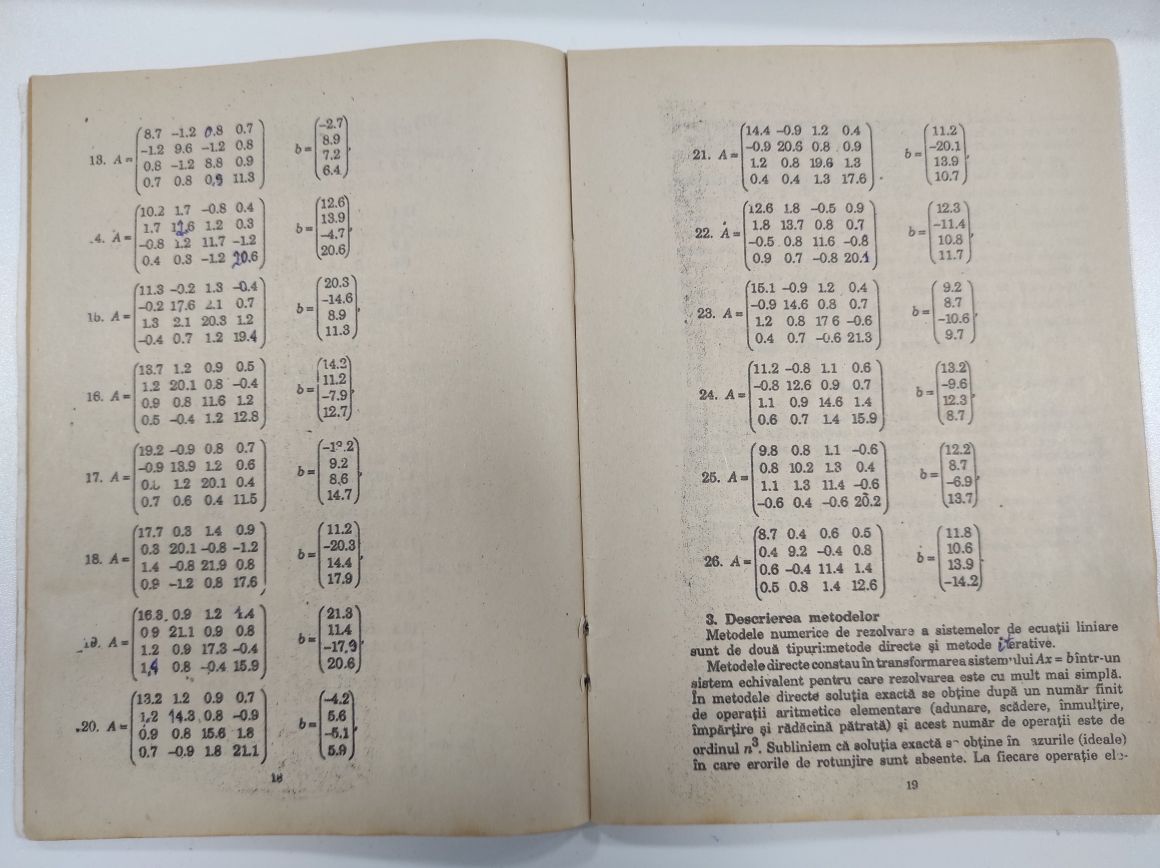 8.7 −1.2 0.8 0.7 −2.7
−1.2 9.6 −1.2 0.8 8.9
13. A = b = ,
0.8 −1.2 8.8 0.9 7.2
0.7 0.8 0.9 11.3 6.4
10.2 1.7 −0.8 0.4 12.6
1.7 12.6 1.2 0.3 13.9
.4. A = b = ,
−0.8 1.2 11.7 −1.2 −4.7
0.4 0.3 −1.2 20.6 20.6
11.3 −0.2 1.3 −0.4 20.3
−0.2 17.6 2.1 0.7 −14.6
15. A = b = ,
1.3 2.1 20.3 1.2 8.9
−0.4 0.7 1.2 19.4 11.3
13.7 1.2 0.9 0.5 14.2
1.2 20.1 0.8 −0.4 11.2
16. A = b = ,
0.9 0.8 11.6 1.2 −7.9
0.5 −0.4 1.2 12.8 12.7
19.2 −0.9 0.8 0.7
−0.9 13.9 1.2 0.6 9.2
17. A = b = ,
1.2 20.1 0.4 8.6
0.7 0.6 0.4 11.5 14.7
17.7 0.3 1.4 0.9 11.2
0.3 20.1 −0.8 −1.2 −20.3
18. A = b = ,
1.4 −0.8 21.9 0.8 14.4
0.9 −1.2 0.8 17.6 17.9
16.3 0.9 1.2 1.4 21.3
0.9 21.1 0.9 0.8 11.4
19. A = b = ,
1.2 0.9 17.3 −0.4 −17.9
1.4 0.8 −0.4 15.9 20.6
13.2 1.2 0.9 0.7 −4.2
1.2 14.3 0.8 −0.9 5.6
20. A = b = ,
0.9 0.8 15.6 1.8 −5.1
0.7 −0.9 1.8 21.1 5.9
18
14.4 −0.9 1.2 0.4 11.2
−0.9 20.6 0.8 0.9 −20.1
21. A = b = ,
1.2 0.8 19.6 1.3 13.9
0.4 0.4 1.3 17.6 10.7
12.6 1.8 −0.5 0.9 12.3
1.8 13.7 0.8 0.7 −11.4
22. A = b = ,
−0.5 0.8 11.6 −0.8 10.8
0.9 0.7 −0.8 20.1 11.7
15.1 −0.9 1.2 0.4 9.2
−0.9 14.6 0.8 0.7 8.7
23. A = b = ,
1.2 0.8 17 6 −0.6 −10.6
0.4 0.7 −0.6 21.3 9.7
11.2 −0.8 1.1 0.6 13.2
−0.8 12.6 0.9 0.7 −9.6
24. A = b = ,
1.1 0.9 14.6 1.4 12.3
0.6 0.7 1.4 15.9 8.7
9.8 0.8 1.1 −0.6 12.2
0.8 10.2 1.3 0.4 8.7
25. A = b = ,
1.1 1.3 11.4 −0.6 −6.9
−0.6 0.4 −0.6 20.2 13.7
8.7 0.4 0.6 0.5 11.8
0.4 9.2 −0.4 0.8 10.6
26. A = b = .
0.6 −0.4 11.4 1.4 13.9
0.5 0.8 1.4 12.6 −14.2
3. Descrierea metodelor
Metodele numerice de rezolvare a sistemelor de ecuații liniare
sunt de două tipuri:metode directe și metode iterative.
Metodele directe constau în transformarea sistemului Ax = b într-un
sistem echivalent pentru care rezolvarea este cu mult mai simplă.
În metodele directe soluția exactă se obține după un număr finit
de operații aritmetice elementare (adunare, scădere, înmulțire,
împărțire și rădăcină pătrată) și acest număr de operații este de
ordinul n³. Subliniem că soluția exactă se obține în azurile (ideale)
în care erorile de rotunjire sunt absente. La fiecare operație ele-
19